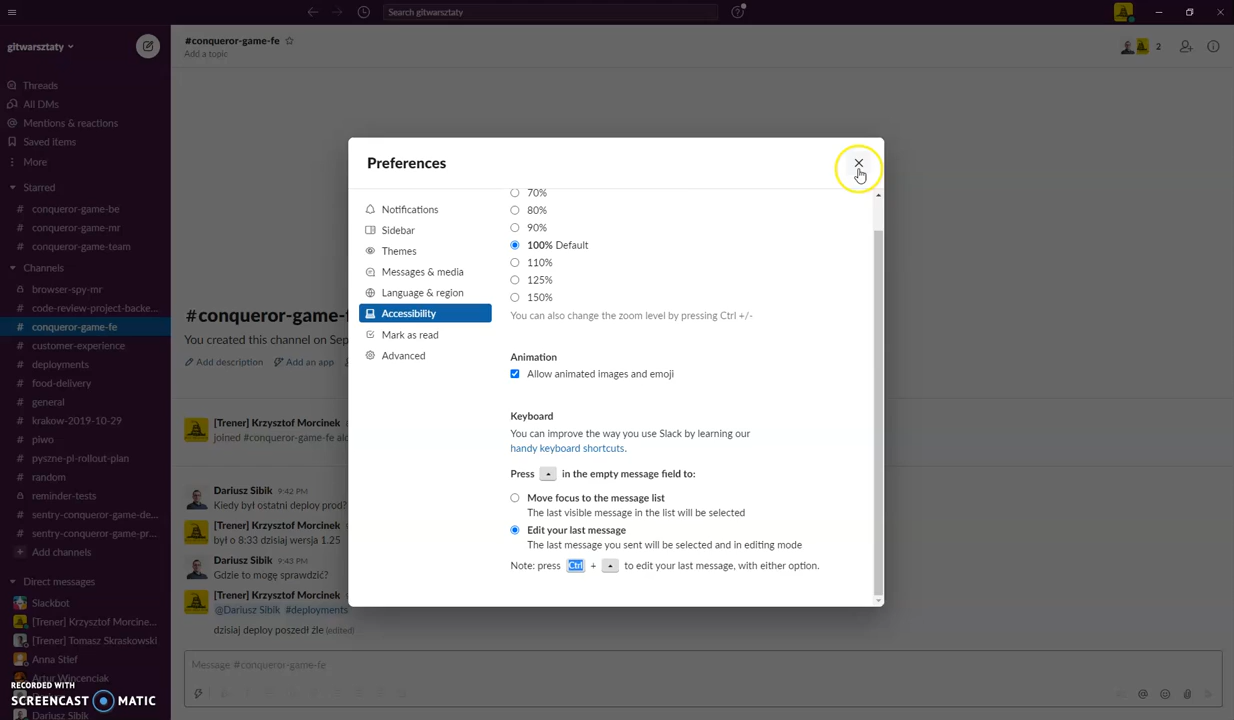 Search gitwarsztaty
gitwarsztaty
#conqueror-game-fe
Add a topic
2
Threads
All DMs
Mentions & reactions
Saved items
More
Starred
# conqueror-game-be
# conqueror-game-mr
# conqueror-game-team
Channels
browser-spy-mr
# code-review-project-backe...
# conqueror-game-fe
# customer-experience
# deployments
# food-delivery
# general
# krakow-2019-10-29
# piwo
# pyszne-pl-rollout-plan
# random
reminder-tests
# sentry-conqueror-game-de...
# sentry-conqueror-game-pr...
+ Add channels
Direct messages
Slackbot
[Trener] Krzysztof Morcine...
[Trener] Tomasz Skraskowski
Anna Stief
Artur Wincenciak
Dariusz Sibik
RECORDED WITH
SCREENCAST MATIC
#conqueror-game-f
You created this channel on Sep
Add description
Add an app
[Trener] Krzysztof Morcinek
joined #conqueror-game-fe alo
Dariusz Sibik 9:42 PM
Kiedy był ostatni deploy prod?
[Trener] Krzysztof Morcinek
był o 8:33 dzisiaj wersja 1.25
Dariusz Sibik 9:43 PM
Gdzie to mogę sprawdzić?
[Trener] Krzysztof Morcinek
@Dariusz Sibik #deployments
dzisiaj deploy poszedł źle (edited)
Message #conqueror-game-fe
Preferences
Notifications
Sidebar
Themes
Messages & media
Language & region
Accessibility
Mark as read
Advanced
70%
80%
90%
100% Default
110%
125%
150%
You can also change the zoom level by pressing Ctrl +/-
Animation
Allow animated images and emoji
Keyboard
You can improve the way you use Slack by learning our
handy keyboard shortcuts.
Press in the empty message field to:
Move focus to the message list
The last visible message in the list will be selected
Edit your last message
The last message you sent will be selected and in editing mode
Note: press Ctrl + to edit your last message, with either option.